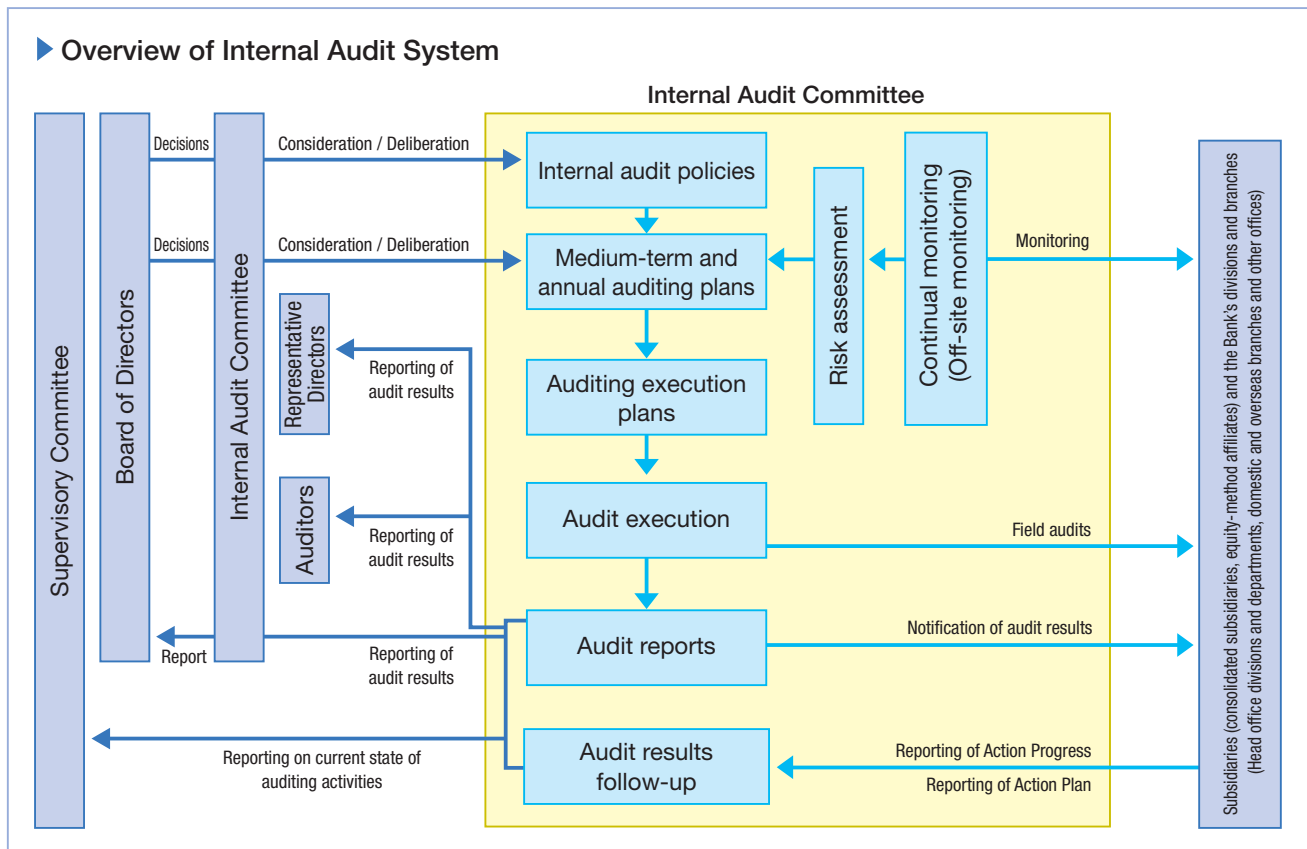 Overview of Internal Audit System
Internal Audit Committee
Supervisory Committee
Board of Directors
Internal Audit Committee
Decisions
Consideration / Deliberation
Internal audit policies
Decisions
Consideration / Deliberation
Medium-term and
annual auditing plans
Risk assessment
Continual monitoring
(Off-site monitoring)
Monitoring
Representative
Directors
Reporting of
audit results
Auditing execution
plans
Auditors
Reporting of
audit results
Audit execution
Field audits
Report
Reporting of
audit results
Audit reports
Notification of audit results
Reporting on current state of
auditing activities
Audit results
follow-up
Reporting of Action Progress
Reporting of Action Plan
Subsidiaries (consolidated subsidiaries, equity-method affiliates) and the Bank's divisions and branches
(Head office divisions and departments, domestic and overseas branches and other offices)